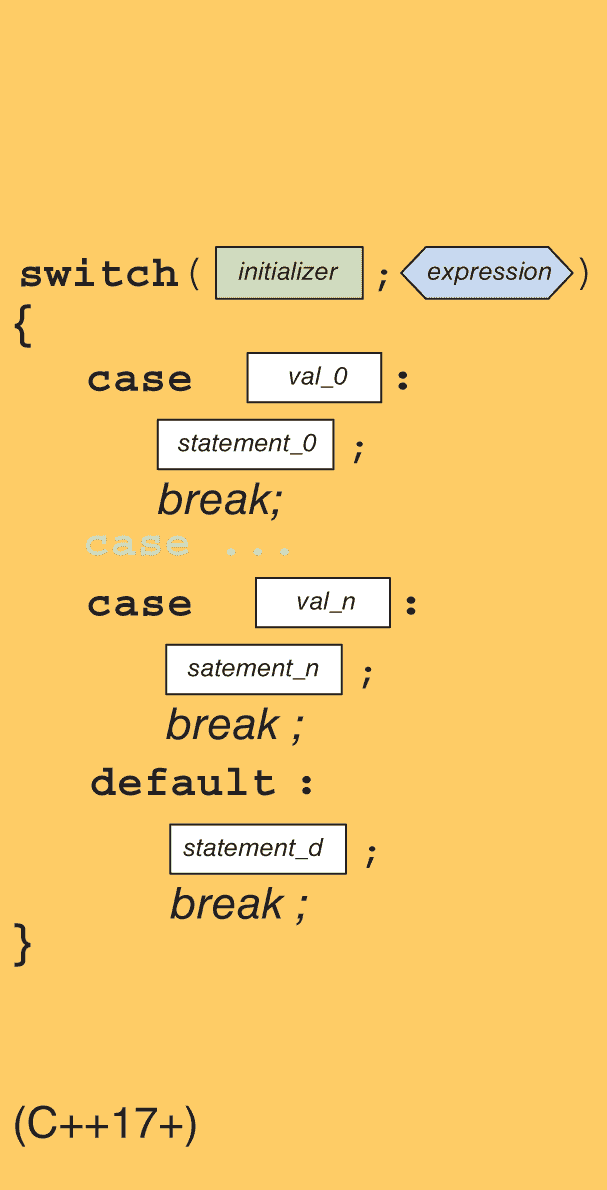 switch( initializer ; expression )
{
case val_0 :
statement_0 ;
break;
case ...
case val_n :
satement_n ;
break ;
default :
statement_d ;
break ;
}
(C++17+)